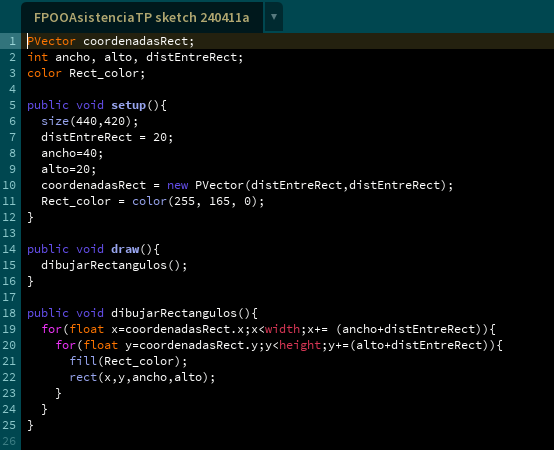 FPOOAsistenciaTP sketch 240411a ▼
1 PVector coordenadasRect;
2 int ancho, alto, distEntreRect;
3 color Rect_color;
4
5 public void setup(){
6   size(440,420);
7   distEntreRect = 20;
8   ancho=40;
9   alto=20;
10   coordenadasRect = new PVector(distEntreRect,distEntreRect);
11   Rect_color = color(255, 165, 0);
12 }
13
14 public void draw(){
15   dibujarRectangulos();
16 }
17
18 public void dibujarRectangulos(){
19   for(float x=coordenadasRect.x;x<width;x+= (ancho+distEntreRect)){
20     for(float y=coordenadasRect.y;y<height;y+=(alto+distEntreRect)){
21       fill(Rect_color);
22       rect(x,y,ancho,alto);
23     }
24   }
25 }
26